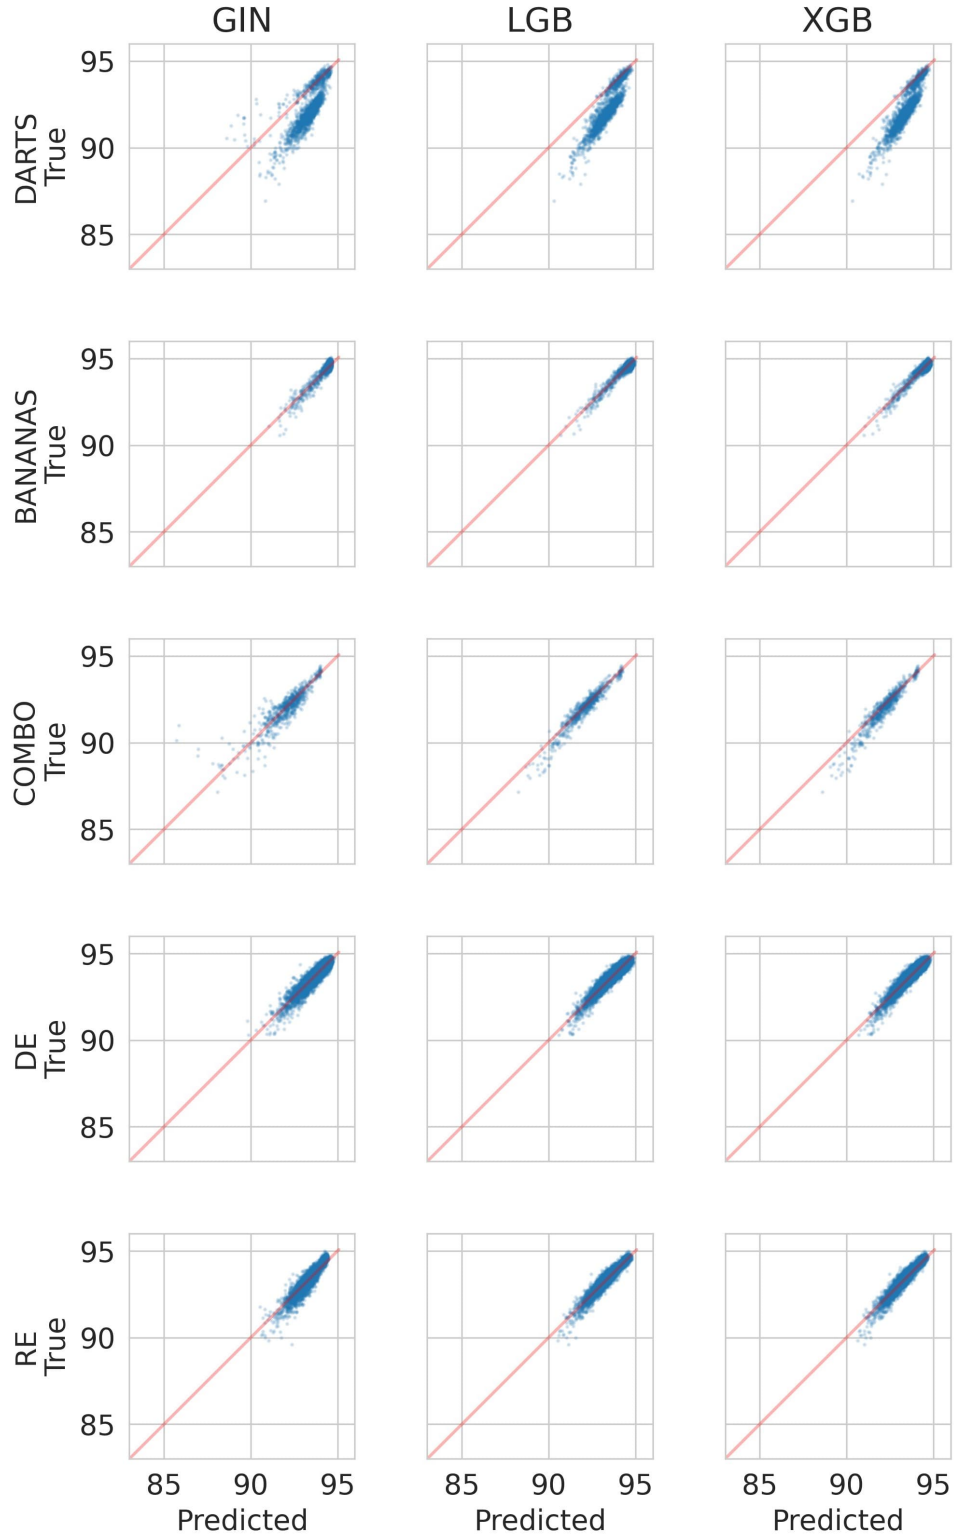 GIN LGB XGB
DARTS
True
95
90
85
BANANAS
True
95
90
85
COMBO
True
95
90
85
DE
True
95
90
85
RE
True
95
90
85
85 90 95 85 90 95 85 90 95
Predicted Predicted Predicted